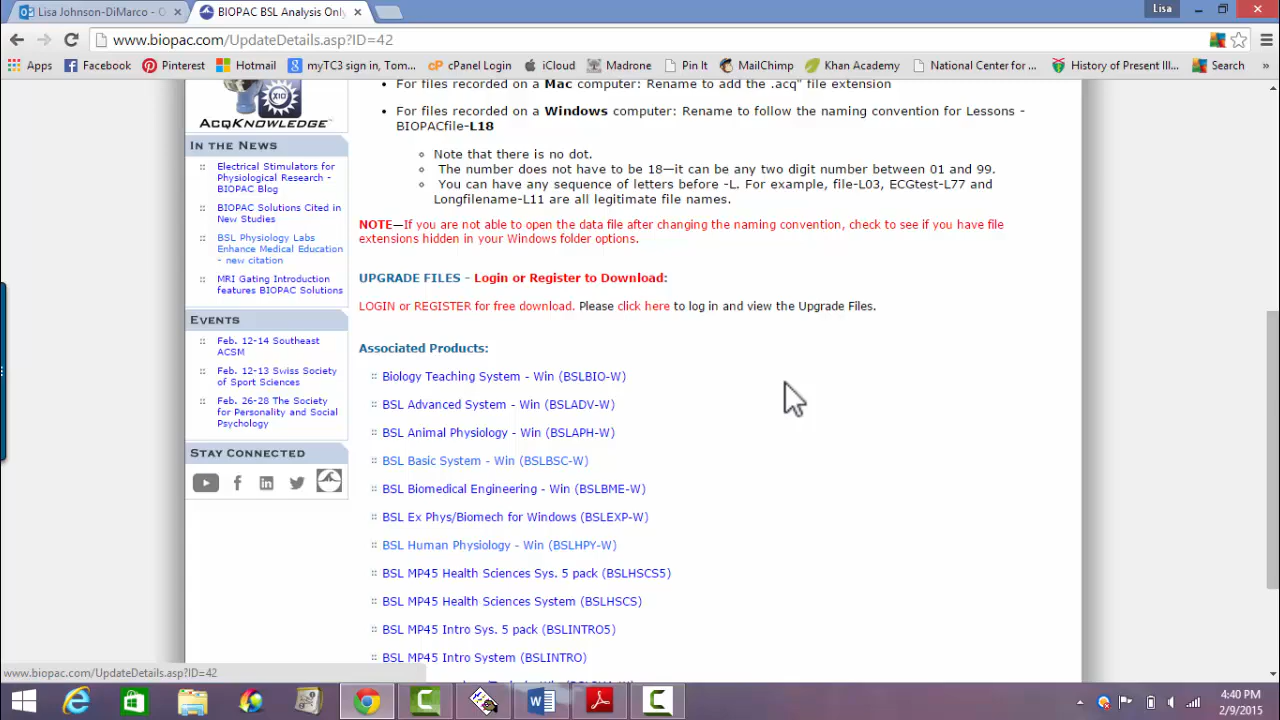 Lisa Johnson-DiMarco - O
BIOPAC BSL Analysis Only
Lisa
www.biopac.com/UpdateDetails.asp?ID=42
Apps
Facebook
Pinterest
Hotmail
myTC3 sign in, Tom...
cPanel Login
iCloud
Madrone
Pin It
MailChimp
Khan Academy
National Center for ...
History of Present Ill...
Search
ACQKNOWLEDGE
IN THE NEWS
Electrical Stimulators for
Physiological Research -
BIOPAC Blog
BIOPAC Solutions Cited in
New Studies
BSL Physiology Labs
Enhance Medical Education
- new citation
MRI Gating Introduction
features BIOPAC Solutions
EVENTS
Feb. 12-14 Southeast
ACSM
Feb. 12-13 Swiss Society
of Sport Sciences
Feb. 26-28 The Society
for Personality and Social
Psychology
STAY CONNECTED
For files recorded on a Mac computer: Rename to add the .acq" file extension
For files recorded on a Windows computer: Rename to follow the naming convention for Lessons -
BIOPACfile-L18
Note that there is no dot.
The number does not have to be 18—it can be any two digit number between 01 and 99.
You can have any sequence of letters before -L. For example, file-L03, ECGtest-L77 and
Longfilename-L11 are all legitimate file names.
NOTE—If you are not able to open the data file after changing the naming convention, check to see if you have file
extensions hidden in your Windows folder options.
UPGRADE FILES - Login or Register to Download:
LOGIN or REGISTER for free download. Please click here to log in and view the Upgrade Files.
Associated Products:
Biology Teaching System - Win (BSLBIO-W)
BSL Advanced System - Win (BSLADV-W)
BSL Animal Physiology - Win (BSLAPH-W)
BSL Basic System - Win (BSLBSC-W)
BSL Biomedical Engineering - Win (BSLBME-W)
BSL Ex Phys/Biomech for Windows (BSLEXP-W)
BSL Human Physiology - Win (BSLHPY-W)
BSL MP45 Health Sciences Sys. 5 pack (BSLHSCS5)
BSL MP45 Health Sciences System (BSLHSCS)
BSL MP45 Intro Sys. 5 pack (BSLINTRO5)
BSL MP45 Intro System (BSLINTRO)
www.biopac.com/UpdateDetails.asp?ID=42
4:40 PM
2/9/2015